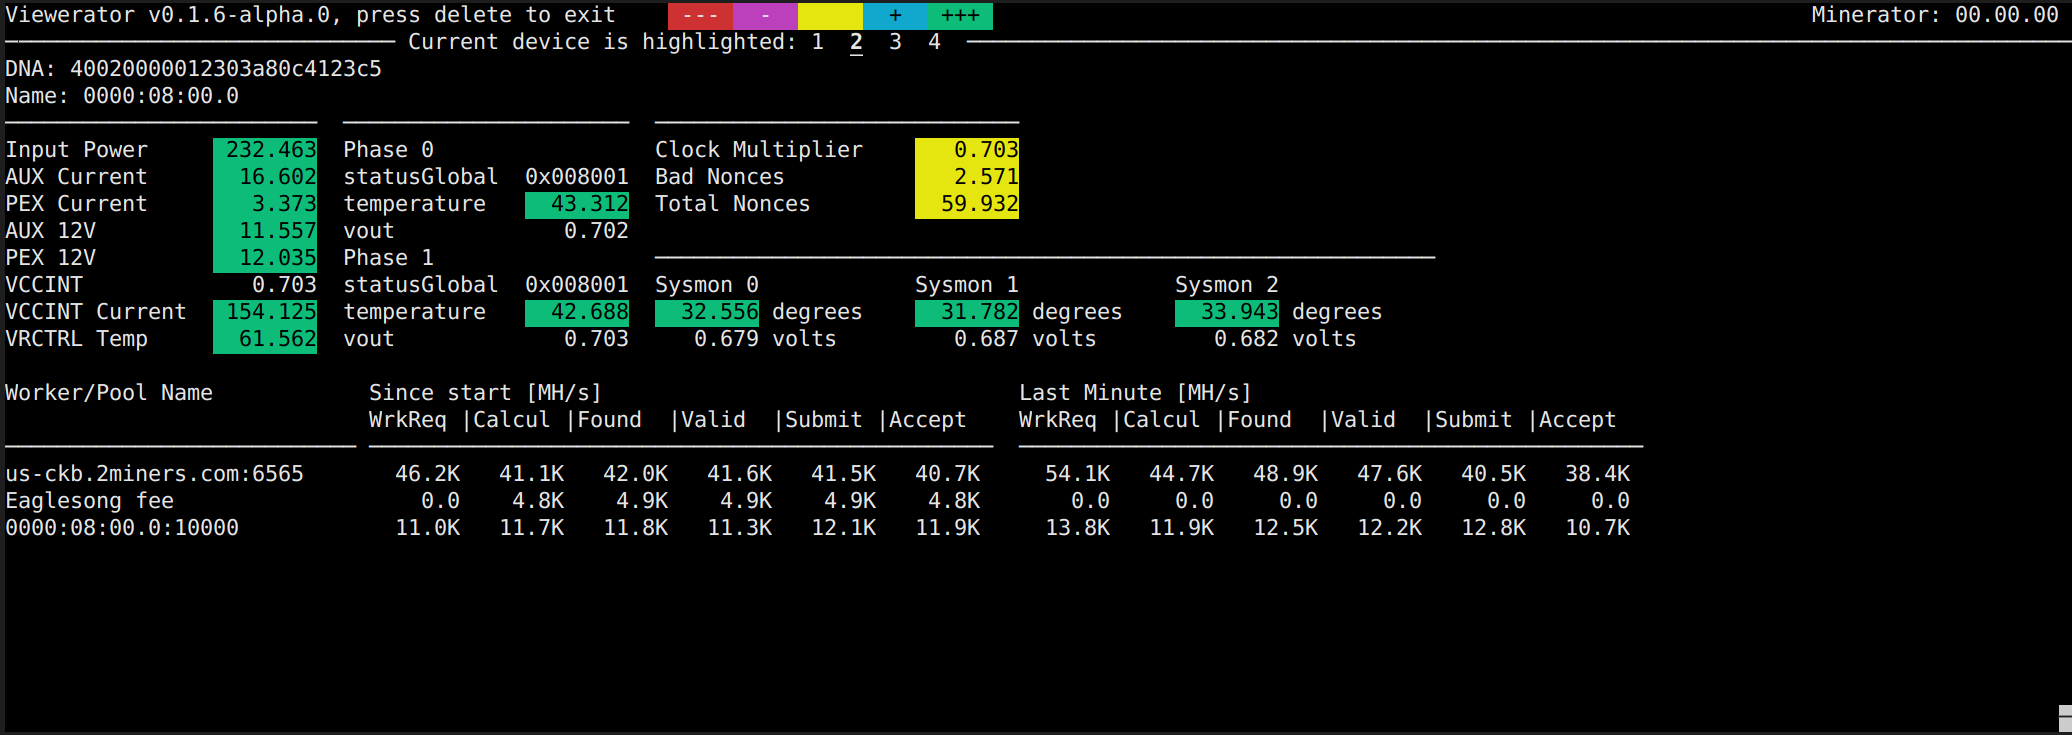 Viewerator v0.1.6-alpha.0, press delete to exit --- - + +++ Minerator: 00.00.00
Current device is highlighted: 1 2 3 4
DNA: 40020000012303a80c4123c5
Name: 0000:08:00.0
Input Power 232.463 Phase 0 Clock Multiplier 0.703
AUX Current 16.602 statusGlobal 0x008001 Bad Nonces 2.571
PEX Current 3.373 temperature 43.312 Total Nonces 59.932
AUX 12V 11.557 vout 0.702
PEX 12V 12.035 Phase 1
VCCINT 0.703 statusGlobal 0x008001 Sysmon 0 Sysmon 1 Sysmon 2
VCCINT Current 154.125 temperature 42.688 32.556 degrees 31.782 degrees 33.943 degrees
VRCTRL Temp 61.562 vout 0.703 0.679 volts 0.687 volts 0.682 volts
Worker/Pool Name Since start [MH/s] Last Minute [MH/s]
WrkReq |Calcul |Found |Valid |Submit |Accept WrkReq |Calcul |Found |Valid |Submit |Accept
us-ckb.2miners.com:6565 46.2K 41.1K 42.0K 41.6K 41.5K 40.7K 54.1K 44.7K 48.9K 47.6K 40.5K 38.4K
Eaglesong fee 0.0 4.8K 4.9K 4.9K 4.9K 4.8K 0.0 0.0 0.0 0.0 0.0 0.0
0000:08:00.0:10000 11.0K 11.7K 11.8K 11.3K 12.1K 11.9K 13.8K 11.9K 12.5K 12.2K 12.8K 10.7K